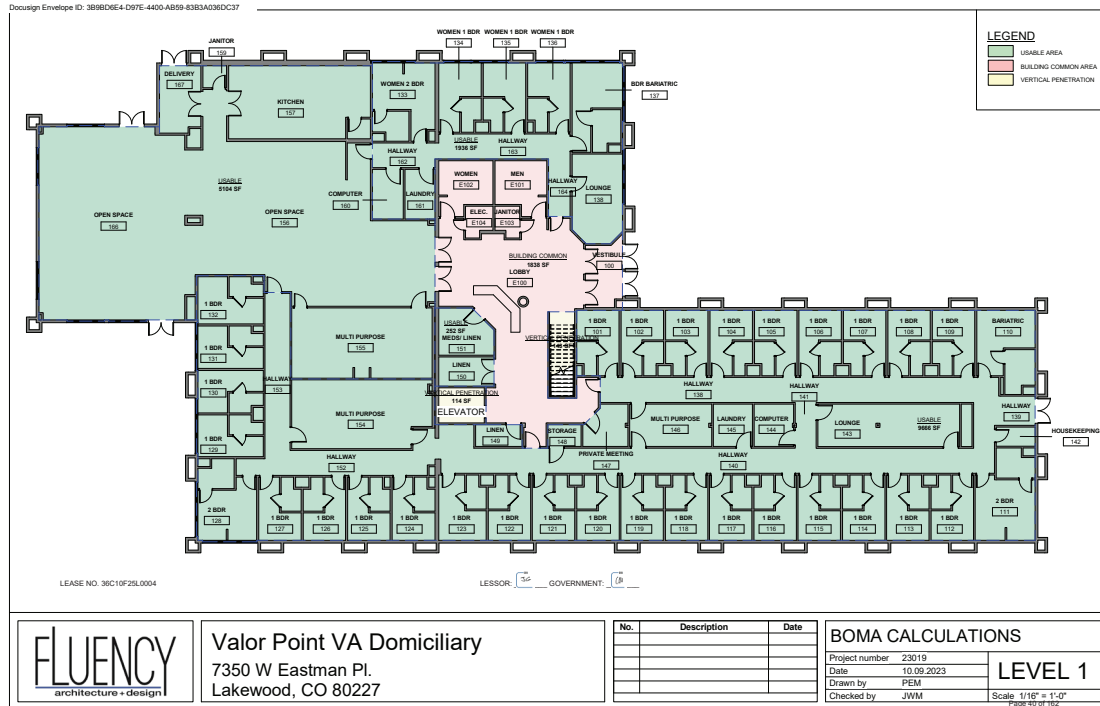 Docusign Envelope ID: 3B9BD6E4-D97E-4400-AB59-83B3A036DC37
LEGEND
USABLE AREA
BUILDING COMMON AREA
VERTICAL PENETRATION
JANITOR
159
DELIVERY
167
KITCHEN
157
WOMEN 2 BDR
133
WOMEN 1 BDR
134
WOMEN 1 BDR
135
WOMEN 1 BDR
136
BDR BARIATRIC
137
USABLE
1936 SF
HALLWAY
163
HALLWAY
162
USABLE
5104 SF
COMPUTER
160
LAUNDRY
161
WOMEN
E102
MEN
E101
HALLWAY
164
LOUNGE
138
ELEC.
E104
JANITOR
E103
OPEN SPACE
166
OPEN SPACE
156
BUILDING COMMON
1838 SF
LOBBY
E100
VESTIBULE
100
1 BDR
132
1 BDR
131
1 BDR
130
1 BDR
129
MULTI PURPOSE
155
USABLE
252 SF
MEDS/ LINEN
151
LINEN
150
HALLWAY
153
VERTICAL PENETRATION
114 SF
ELEVATOR
MULTI PURPOSE
154
1 BDR
101
1 BDR
102
1 BDR
103
1 BDR
104
1 BDR
105
1 BDR
106
1 BDR
107
1 BDR
108
1 BDR
109
BARIATRIC
110
HALLWAY
138
HALLWAY
141
HALLWAY
139
HOUSEKEEPING
142
LINEN
149
STORAGE
148
PRIVATE MEETING
147
MULTI PURPOSE
146
LAUNDRY
145
COMPUTER
144
LOUNGE
143
USABLE
9666 SF
HALLWAY
152
HALLWAY
140
2 BDR
128
1 BDR
127
1 BDR
126
1 BDR
125
1 BDR
124
1 BDR
123
1 BDR
122
1 BDR
121
1 BDR
120
1 BDR
119
1 BDR
118
1 BDR
117
1 BDR
116
1 BDR
115
1 BDR
114
1 BDR
113
1 BDR
112
2 BDR
111
LEASE NO. 36C10F25L0004
LESSOR: ___ GOVERNMENT: ___
FLUENCY
architecture + design
Valor Point VA Domiciliary
7350 W Eastman Pl.
Lakewood, CO 80227
No. Description Date
BOMA CALCULATIONS
Project number 23019
Date 10.09.2023
Drawn by PEM
Checked by JWM
LEVEL 1
Scale 1/16" = 1'-0"
Page 40 of 162